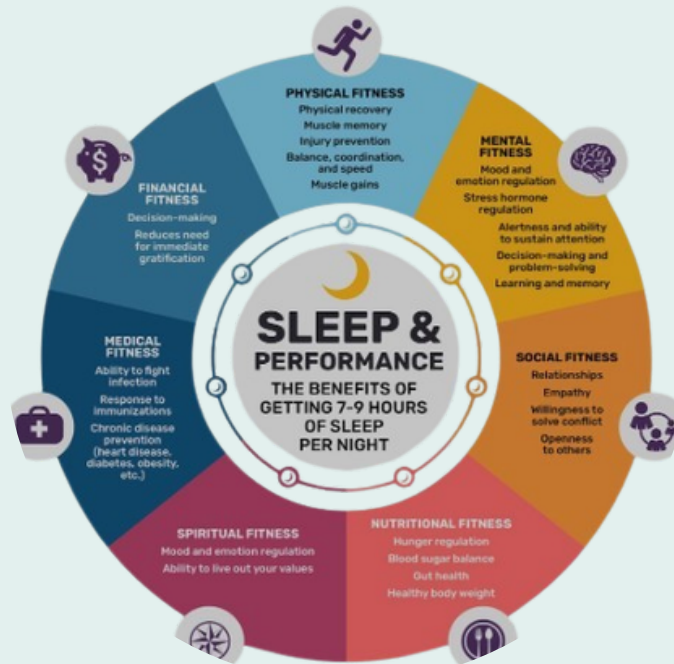 SLEEP &
PERFORMANCE
THE BENEFITS OF
GETTING 7-9 HOURS
OF SLEEP
PER NIGHT
PHYSICAL FITNESS
Physical recovery
Muscle memory
Injury prevention
Balance, coordination,
and speed
Muscle gains
MENTAL
FITNESS
Mood and
emotion regulation
Stress hormone
regulation
Alertness and ability
to sustain attention
Decision-making and
problem-solving
Learning and memory
SOCIAL FITNESS
Relationships
Empathy
Willingness to
solve conflict
Openness
to others
NUTRITIONAL FITNESS
Hunger regulation
Blood sugar balance
Gut health
Healthy body weight
SPIRITUAL FITNESS
Mood and emotion regulation
Ability to live out your values
MEDICAL
FITNESS
Ability to fight
infection
Response to
immunizations
Chronic disease
prevention
(heart disease,
diabetes, obesity,
etc.)
FINANCIAL
FITNESS
Decision-making
Reduces need
for immediate
gratification
$